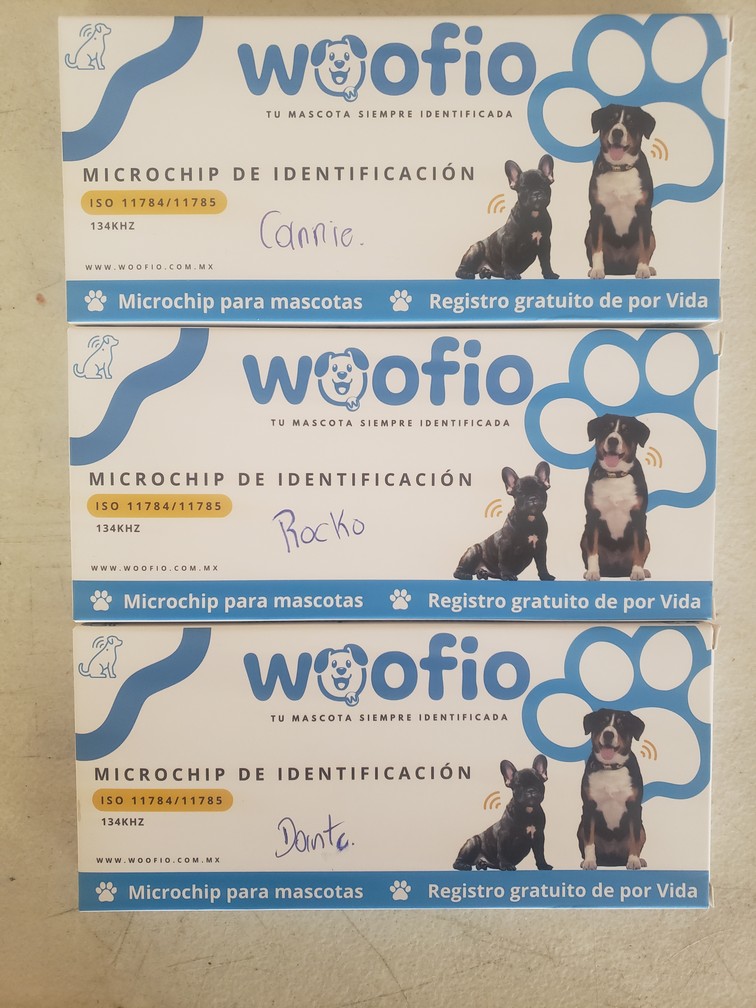 woofio
TU MASCOTA SIEMPRE IDENTIFICADA
MICROCHIP DE IDENTIFICACIÓN
ISO 11784/11785
134KHZ
Cannie.
WWW.WOOFIO.COM.MX
Microchip para mascotas Registro gratuito de por Vida
woofio
TU MASCOTA SIEMPRE IDENTIFICADA
MICROCHIP DE IDENTIFICACIÓN
ISO 11784/11785
134KHZ
Rocko
WWW.WOOFIO.COM.MX
Microchip para mascotas Registro gratuito de por Vida
woofio
TU MASCOTA SIEMPRE IDENTIFICADA
MICROCHIP DE IDENTIFICACIÓN
ISO 11784/11785
134KHZ
WWW.WOOFIO.COM.MX
Microchip para mascotas Registro gratuito de por Vida